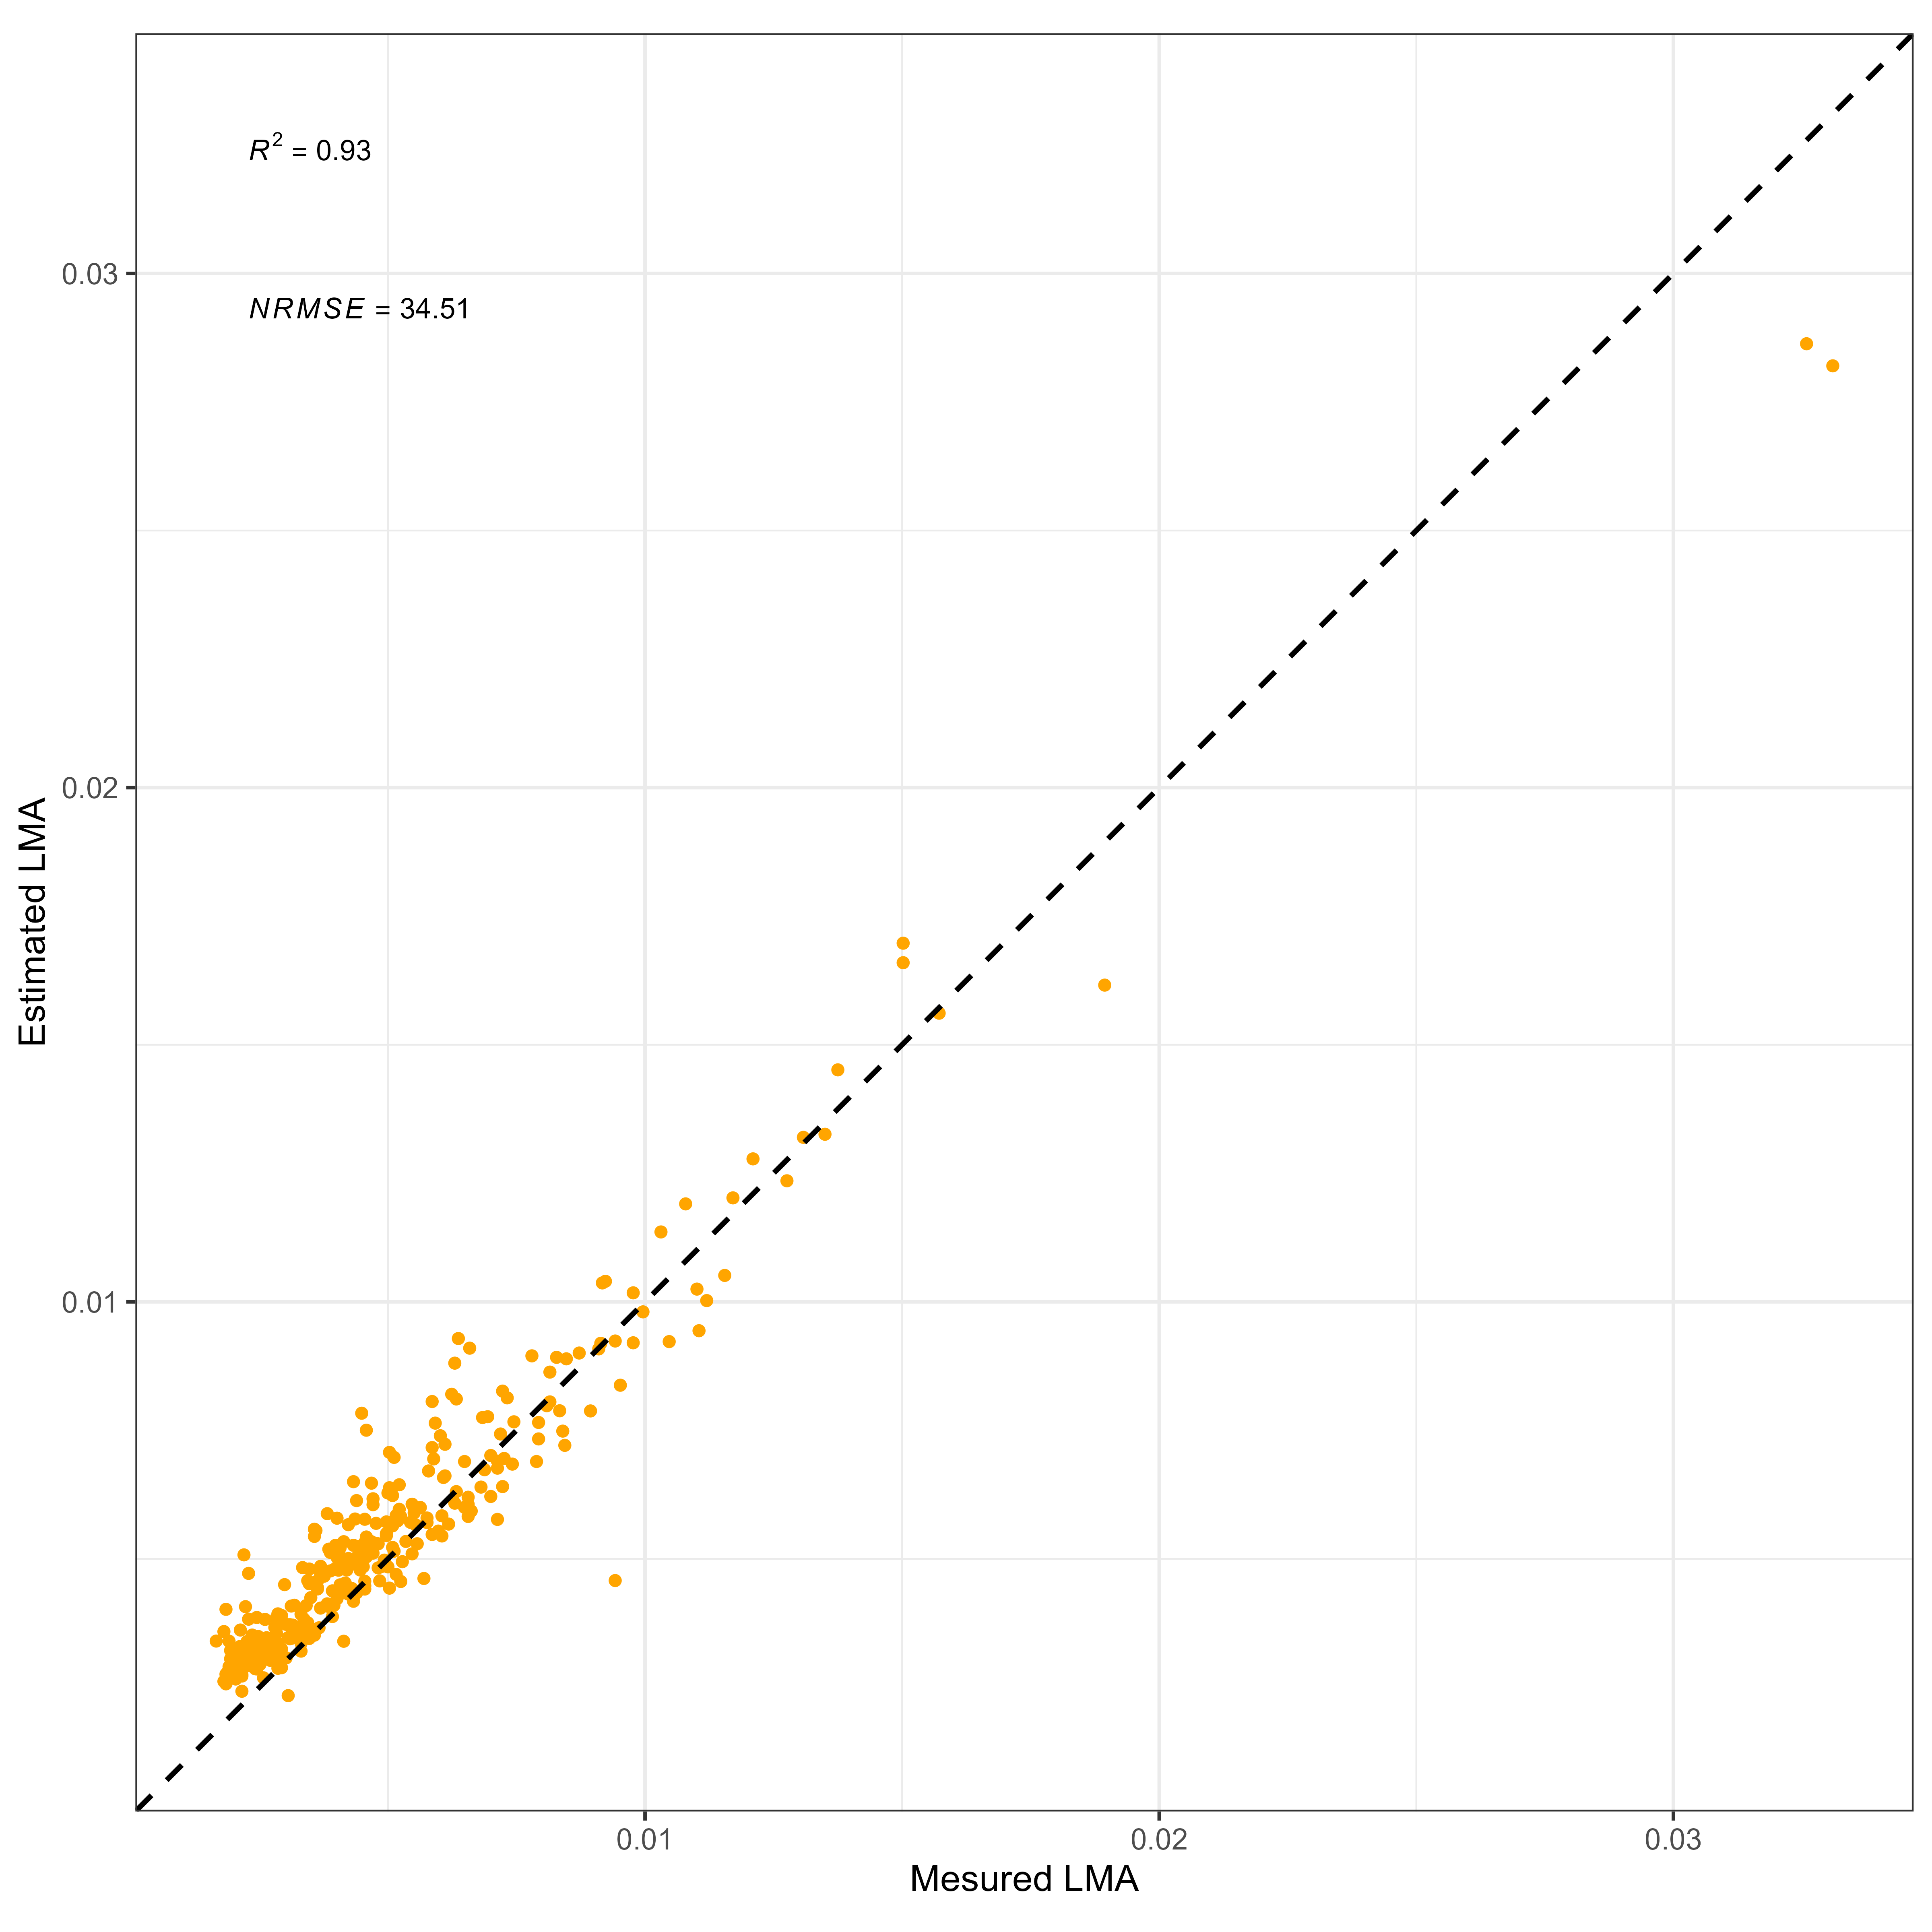 R² = 0.93
NRMSE = 34.51
0.03
0.02
0.01
Estimated LMA
0.01
0.02
0.03
Mesured LMA